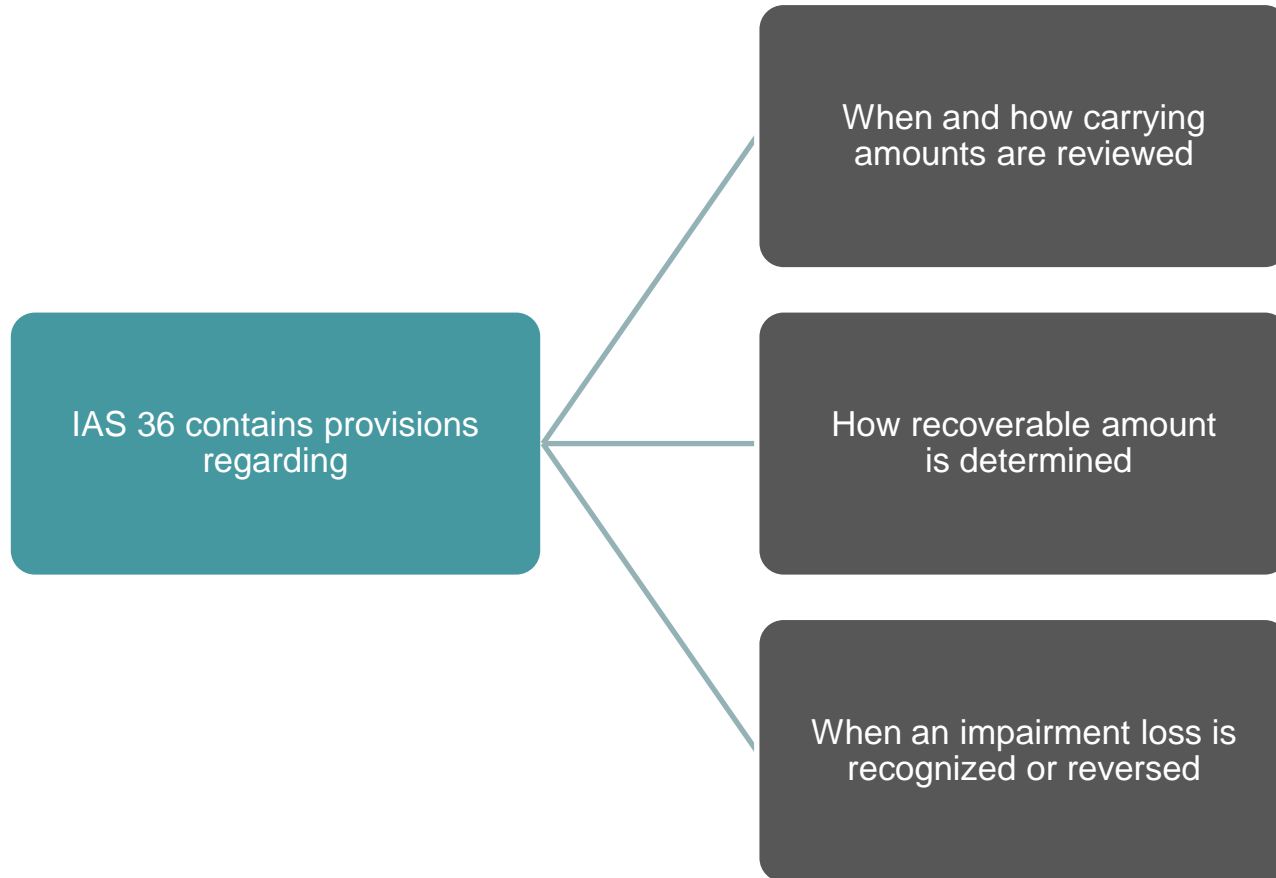 IAS 36 contains provisions
regarding
When and how carrying
amounts are reviewed
How recoverable amount
is determined
When an impairment loss is
recognized or reversed